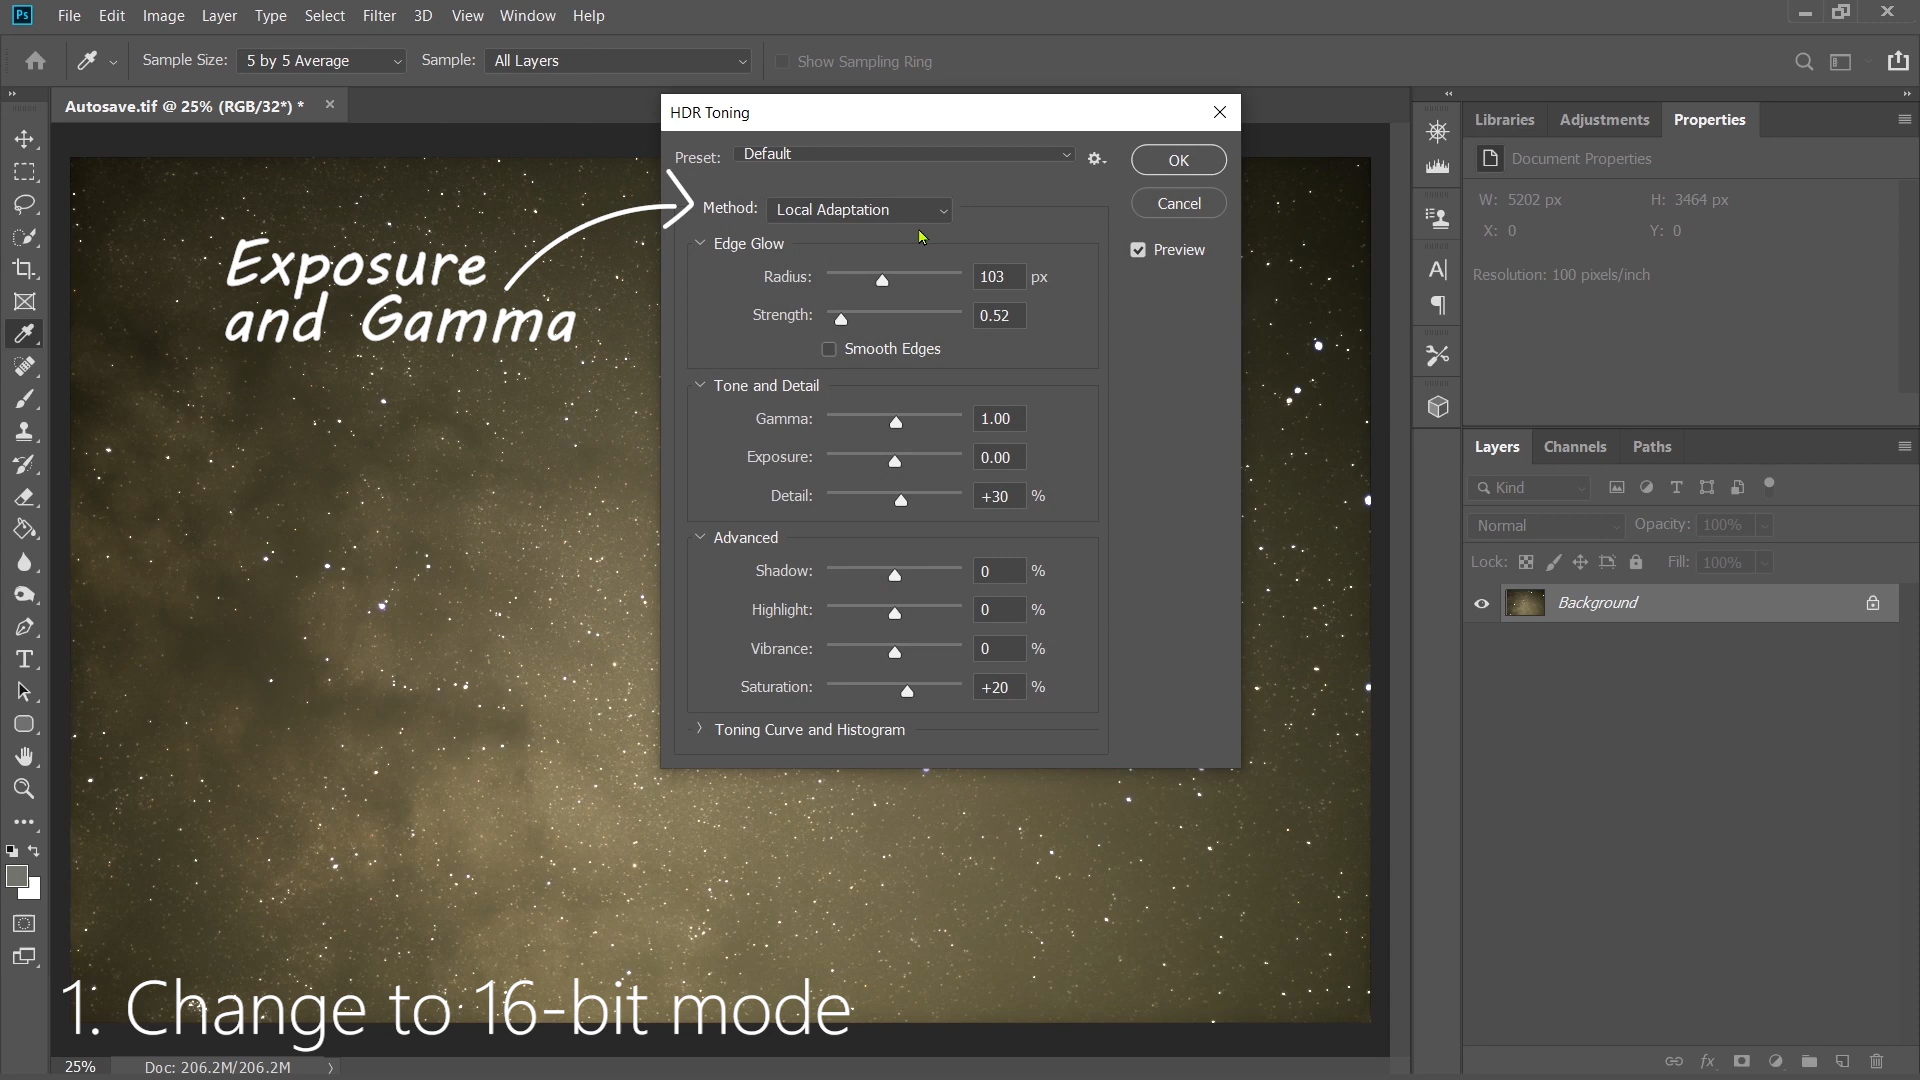 Ps File Edit Image Layer Type Select Filter 3D View Window Help
Sample Size: 5 by 5 Average Sample: All Layers Show Sampling Ring
Autosave.tif @ 25% (RGB/32*) *
HDR Toning
Preset: Default
OK
Method: Local Adaptation
Cancel
Preview
Edge Glow
Radius: 103 px
Strength: 0.52
Smooth Edges
Tone and Detail
Gamma: 1.00
Exposure: 0.00
Detail: +30 %
Advanced
Shadow: 0 %
Highlight: 0 %
Vibrance: 0 %
Saturation: +20 %
Toning Curve and Histogram
Exposure
and Gamma
1. Change to 16-bit mode
25% Doc: 206.2M/206.2M
Libraries Adjustments Properties
Document Properties
W: 5202 px H: 3464 px
X: 0 Y: 0
Resolution: 100 pixels/inch
Layers Channels Paths
Kind
Normal Opacity: 100%
Lock: Fill: 100%
Background
fx